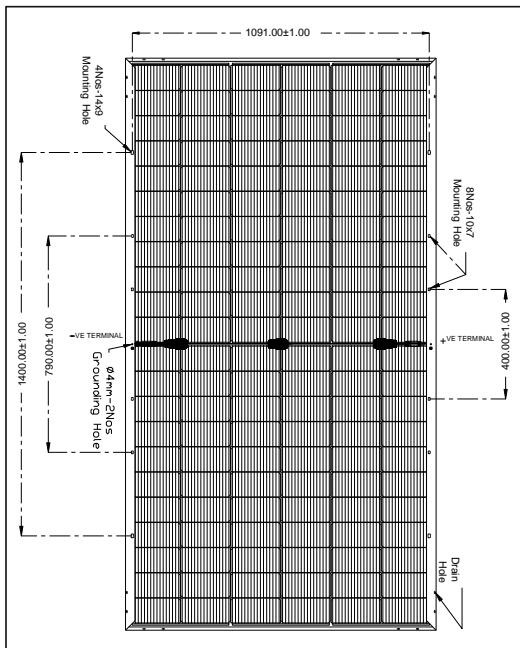 1091.00±1.00
4Nos-14x9
Mounting Hole
8Nos-10x7
Mounting Hole
-VE TERMINAL
+VE TERMINAL
Ø4mm-2Nos
Grounding Hole
1400.00±1.00
790.00±1.00
400.00±1.00
Drain
Hole